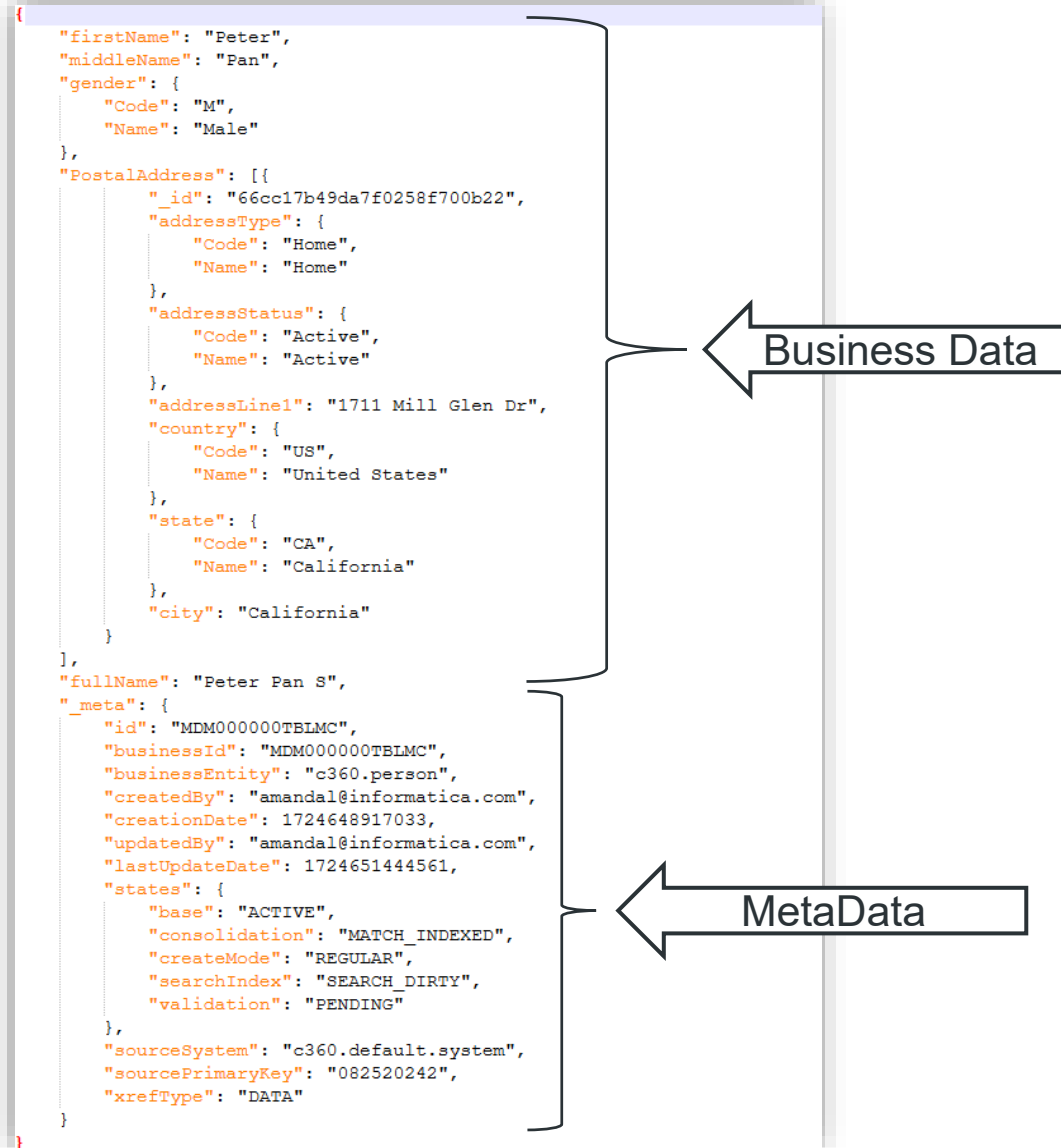 {
"firstName": "Peter",
"middleName": "Pan",
"gender": {
"Code": "M",
"Name": "Male"
},
"PostalAddress": [{
"_id": "66cc17b49da7f0258f700b22",
"addressType": {
"Code": "Home",
"Name": "Home"
},
"addressStatus": {
"Code": "Active",
"Name": "Active"
},
"addressLine1": "1711 Mill Glen Dr",
"country": {
"Code": "US",
"Name": "United States"
},
"state": {
"Code": "CA",
"Name": "California"
},
"city": "California"
}
],
"fullName": "Peter Pan S",
"_meta": {
"id": "MDM000000TBLMC",
"businessId": "MDM000000TBLMC",
"businessEntity": "c360.person",
"createdBy": "amandal@informatica.com",
"creationDate": 1724648917033,
"updatedBy": "amandal@informatica.com",
"lastUpdateDate": 1724651444561,
"states": {
"base": "ACTIVE",
"consolidation": "MATCH_INDEXED",
"createMode": "REGULAR",
"searchIndex": "SEARCH_DIRTY",
"validation": "PENDING"
},
"sourceSystem": "c360.default.system",
"sourcePrimaryKey": "082520242",
"xrefType": "DATA"
}
}
Business Data
MetaData